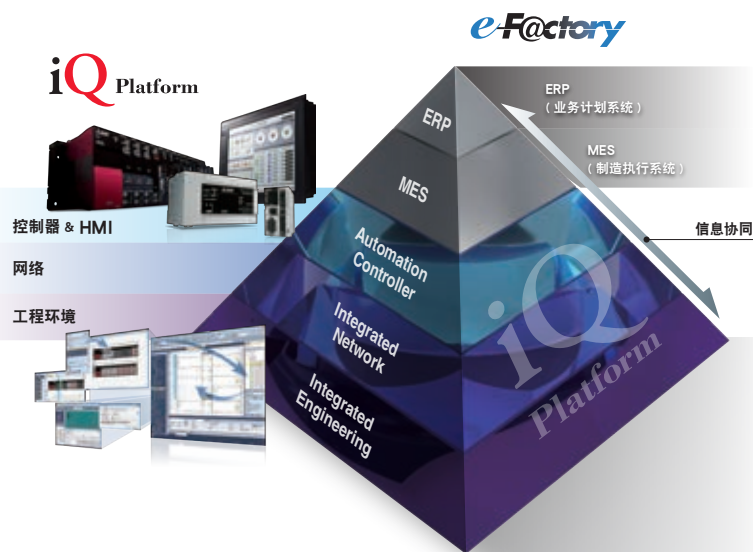 e-F@ctory
iQ Platform
ERP
(业务计划系统)
MES
(制造执行系统)
信息协同
控制器 & HMI
网络
工程环境
ERP
MES
Automation
Controller
Integrated
Network
Integrated
Engineering
iQ
Platform